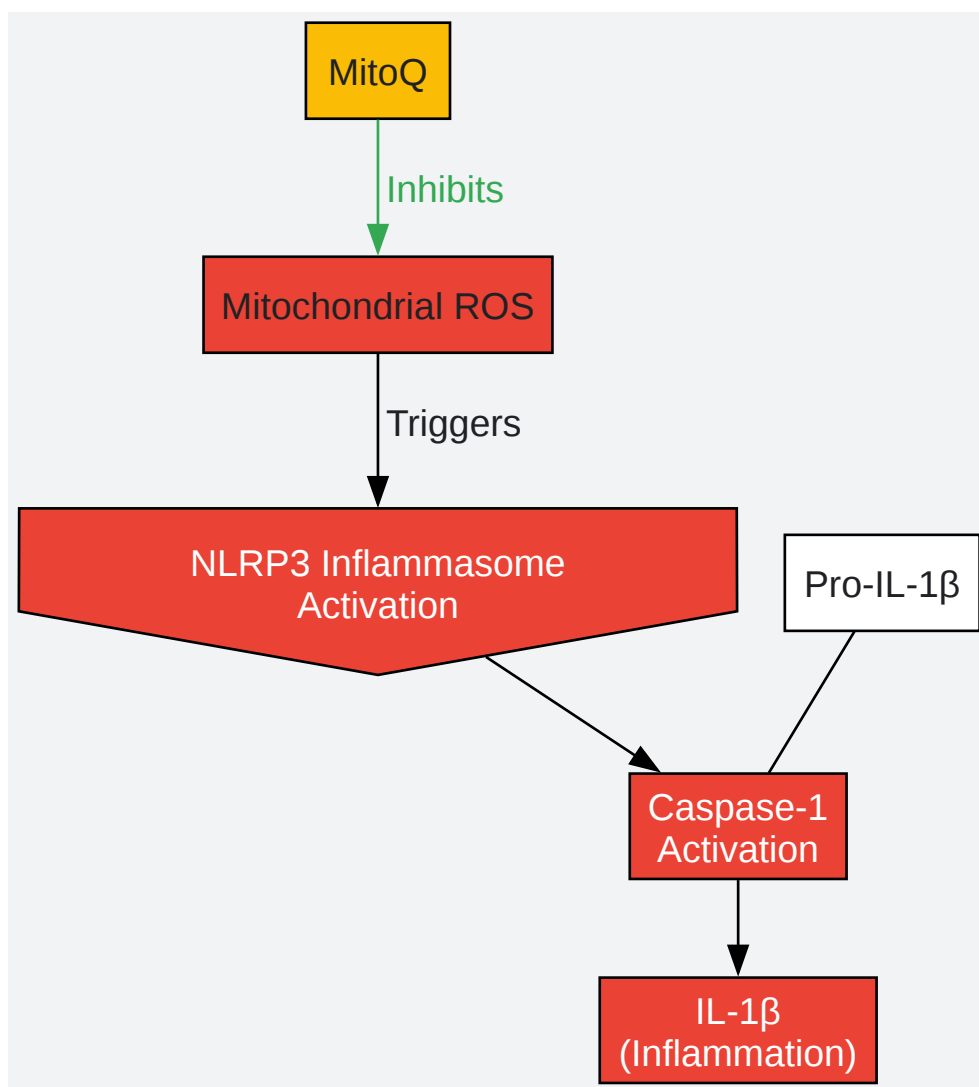 MitoQ
Inhibits
Mitochondrial ROS
Triggers
NLRP3 Inflammasome
Activation
Pro-IL-1β
Caspase-1
Activation
IL-1β
(Inflammation)